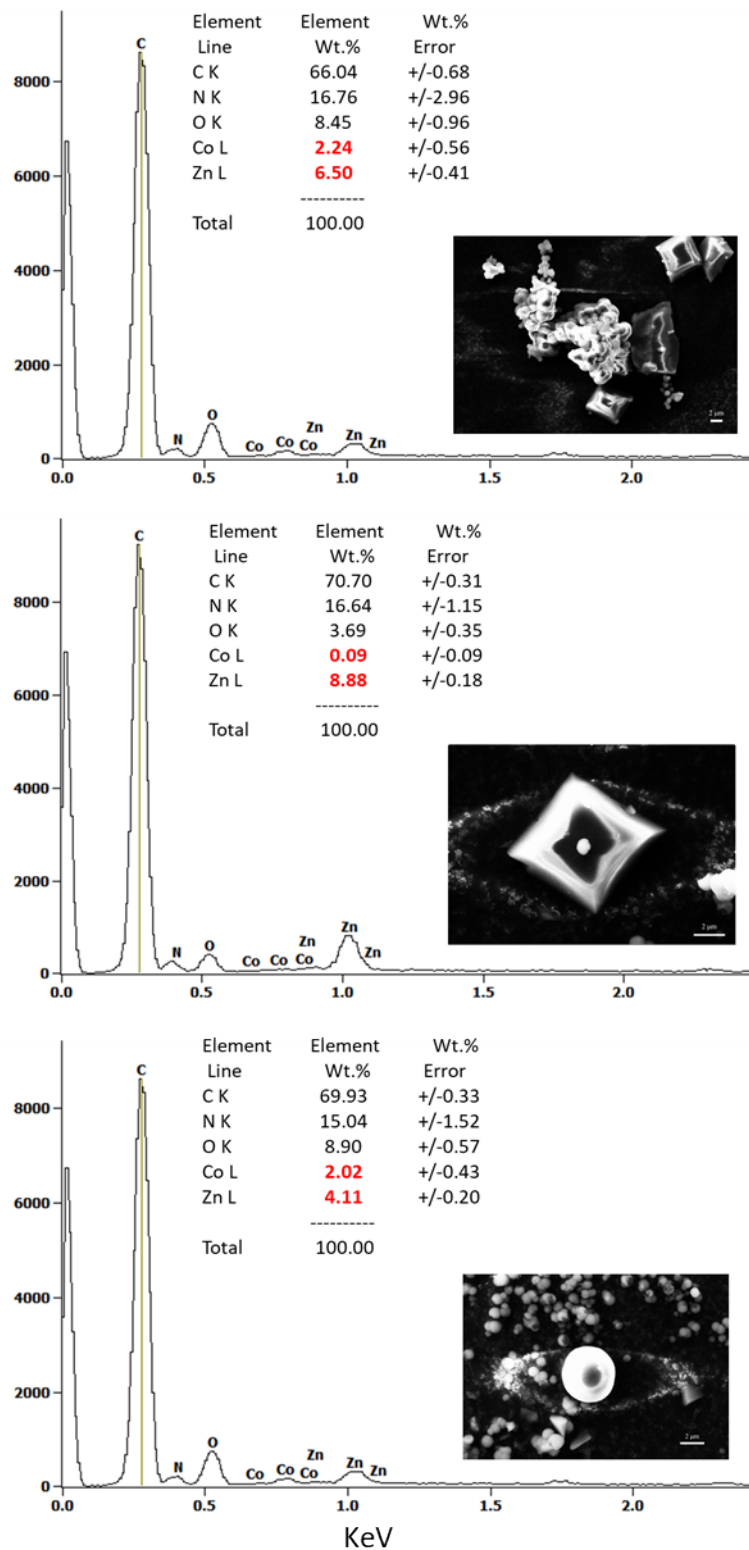 Element Element Wt.%
Line Wt.% Error
C K 66.04 +/-0.68
N K 16.76 +/-2.96
O K 8.45 +/-0.96
Co L 2.24 +/-0.56
Zn L 6.50 +/-0.41
----------
Total 100.00
C
8000
6000
4000
2000
0
N O Co Co Co Zn Zn Zn
2 µm
0.0 0.5 1.0 1.5 2.0
Element Element Wt.%
Line Wt.% Error
C K 70.70 +/-0.31
N K 16.64 +/-1.15
O K 3.69 +/-0.35
Co L 0.09 +/-0.09
Zn L 8.88 +/-0.18
----------
Total 100.00
C
8000
6000
4000
2000
0
N O Co Co Co Zn Zn Zn
2 µm
0.0 0.5 1.0 1.5 2.0
Element Element Wt.%
Line Wt.% Error
C K 69.93 +/-0.33
N K 15.04 +/-1.52
O K 8.90 +/-0.57
Co L 2.02 +/-0.43
Zn L 4.11 +/-0.20
----------
Total 100.00
C
8000
6000
4000
2000
0
N O Co Co Co Zn Zn Zn
2 µm
0.0 0.5 1.0 1.5 2.0
KeV